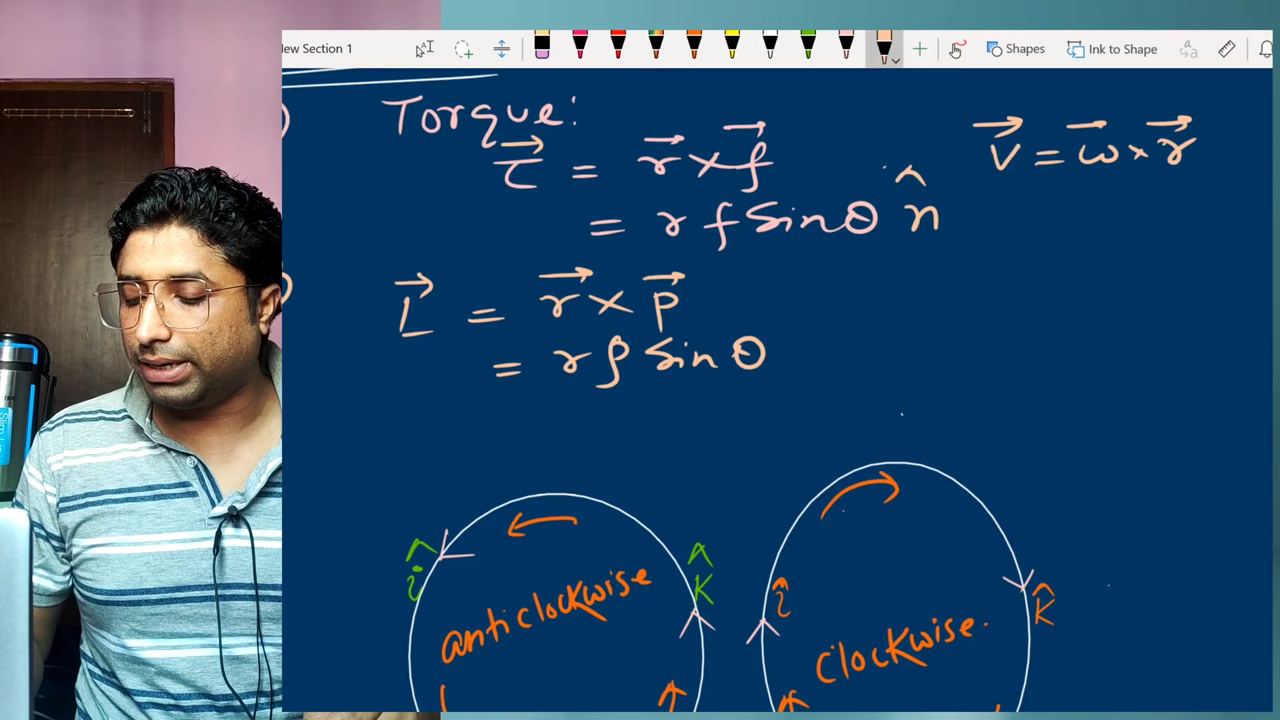 New Section 1
Shapes
Ink to Shape
Torque:
τ⃗ = r⃗ × f⃗
= r f sinθ n̂
v⃗ = ω⃗ × r⃗
L⃗ = r⃗ × p⃗
= r p sin θ
î
k̂
anticlockwise
î
k̂
clockwise.